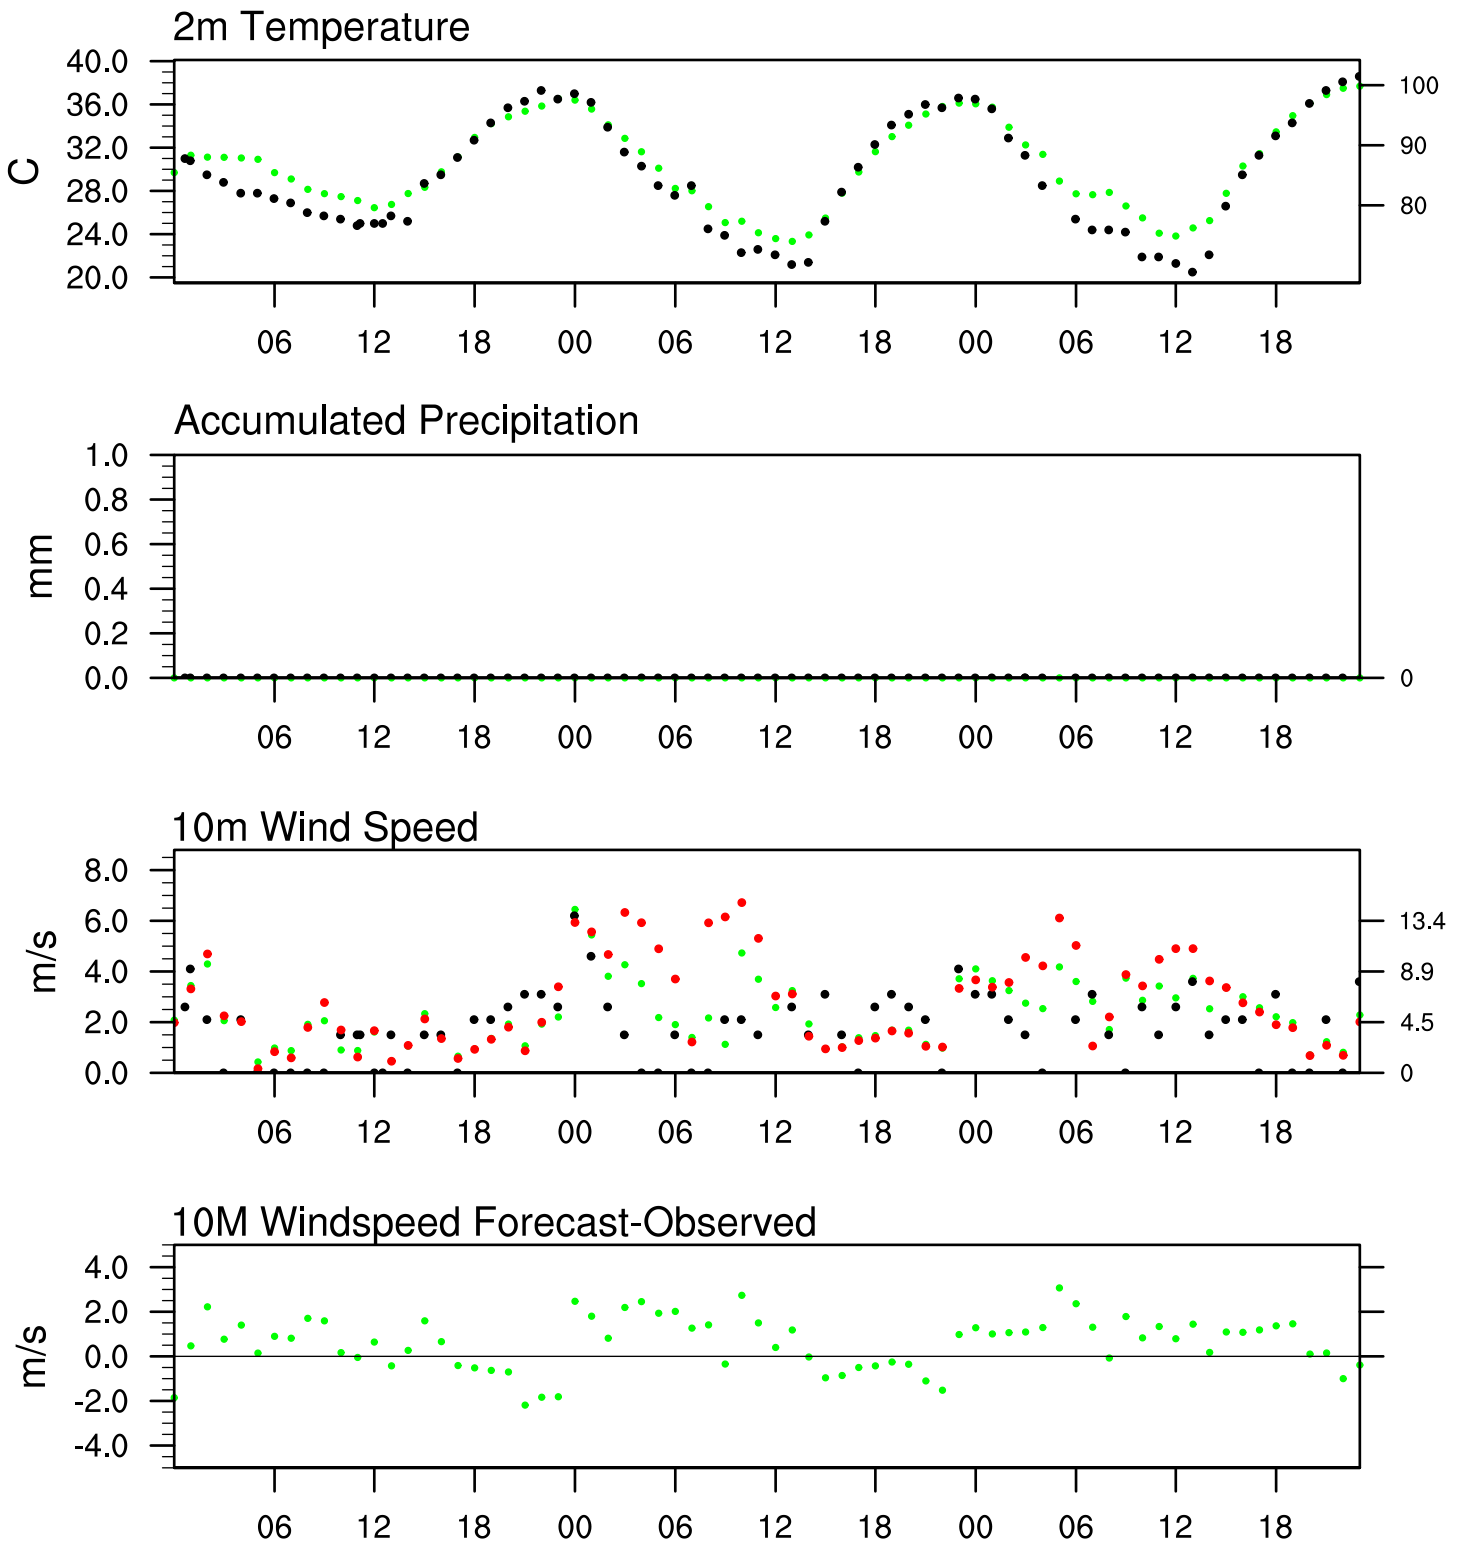 2m Temperature
40.0
36.0
32.0
28.0
24.0
20.0
C
100
90
80
06 12 18 00 06 12 18 00 06 12 18
Accumulated Precipitation
1.0
0.8
0.6
0.4
0.2
0.0
mm
0
06 12 18 00 06 12 18 00 06 12 18
10m Wind Speed
8.0
6.0
4.0
2.0
0.0
m/s
13.4
8.9
4.5
0
06 12 18 00 06 12 18 00 06 12 18
10M Windspeed Forecast-Observed
4.0
2.0
0.0
-2.0
-4.0
m/s
06 12 18 00 06 12 18 00 06 12 18